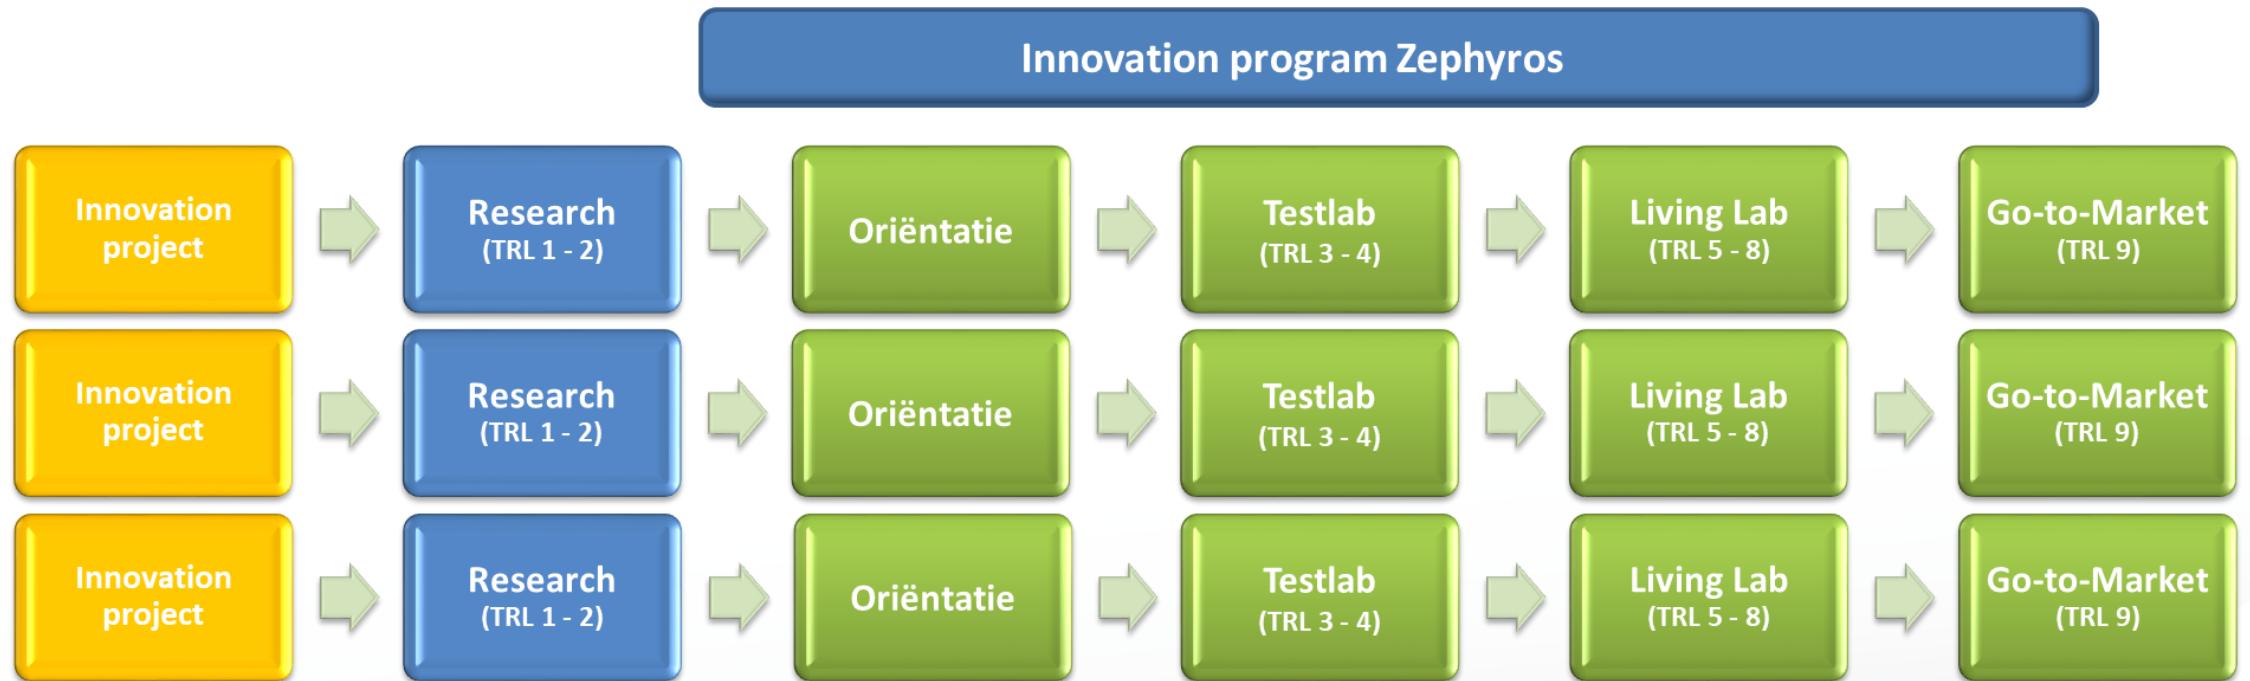 Innovation program Zephyros
Innovation
project
Research
(TRL 1 - 2)
Oriëntatie
Testlab
(TRL 3 - 4)
Living Lab
(TRL 5 - 8)
Go-to-Market
(TRL 9)
Innovation
project
Research
(TRL 1 - 2)
Oriëntatie
Testlab
(TRL 3 - 4)
Living Lab
(TRL 5 - 8)
Go-to-Market
(TRL 9)
Innovation
project
Research
(TRL 1 - 2)
Oriëntatie
Testlab
(TRL 3 - 4)
Living Lab
(TRL 5 - 8)
Go-to-Market
(TRL 9)